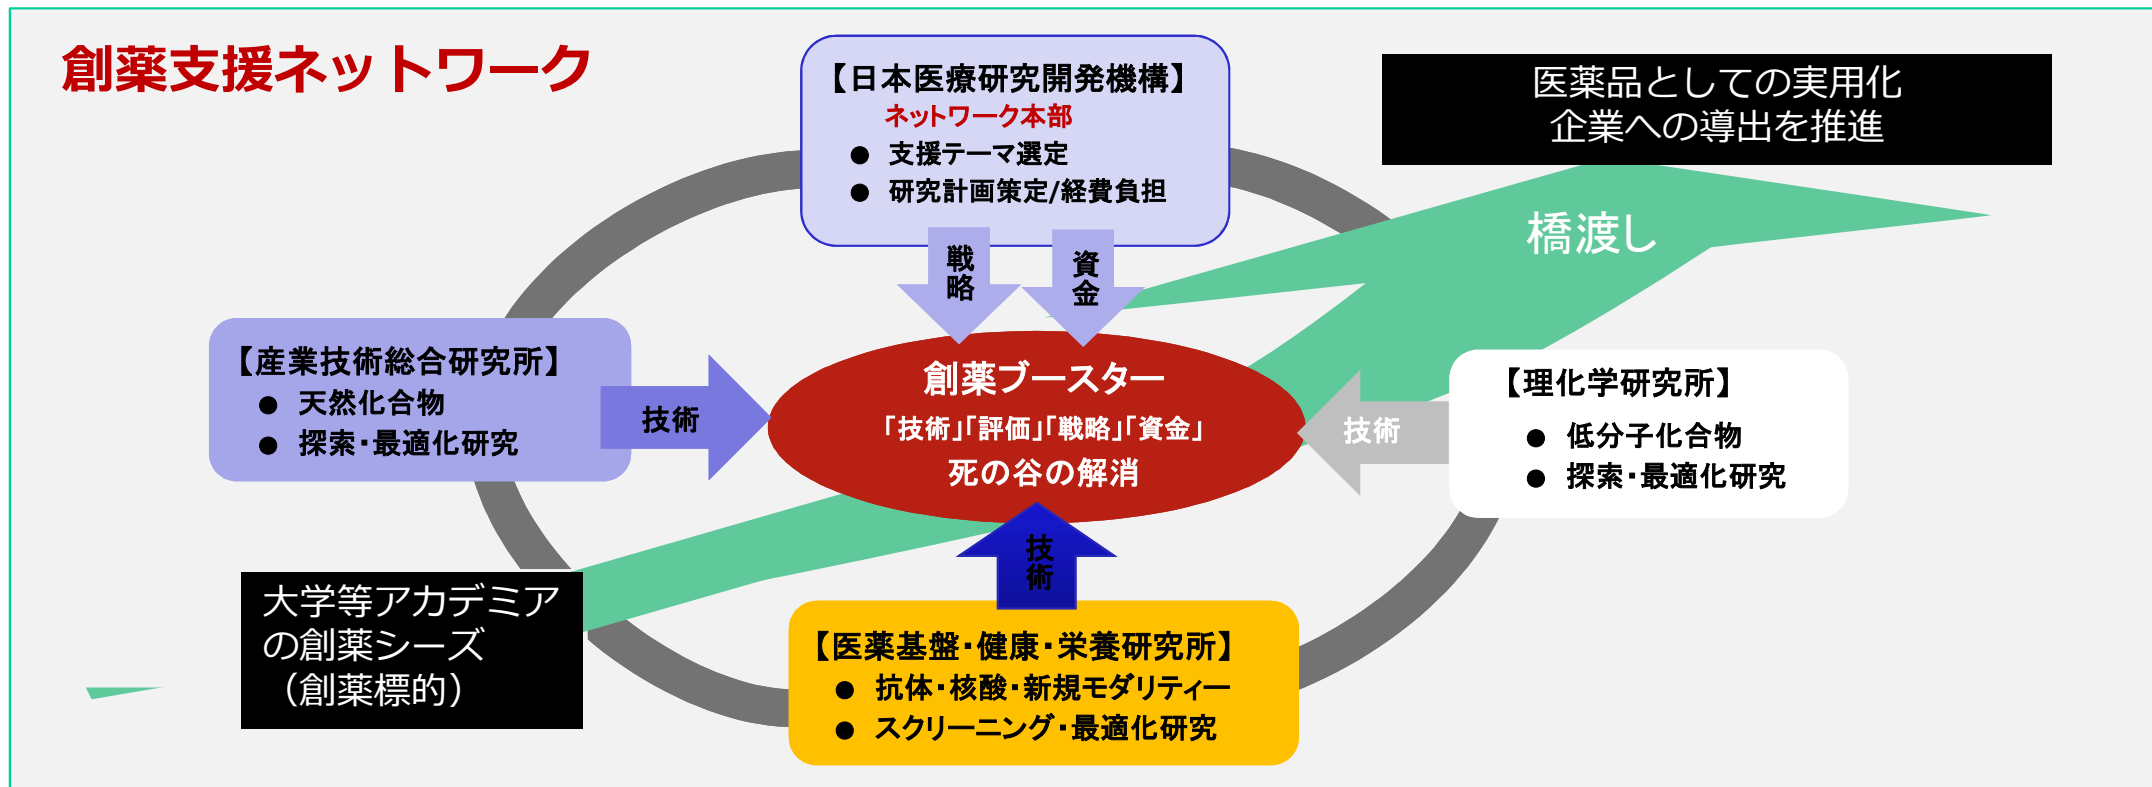 創薬支援ネットワーク
【日本医療研究開発機構】
ネットワーク本部
● 支援テーマ選定
● 研究計画策定/経費負担
戦略
資金
医薬品としての実用化
企業への導出を推進
橋渡し
【産業技術総合研究所】
● 天然化合物
● 探索・最適化研究
技術
創薬ブースター
「技術」「評価」「戦略」「資金」
死の谷の解消
技術
【理化学研究所】
● 低分子化合物
● 探索・最適化研究
技術
大学等アカデミア
の創薬シーズ
（創薬標的）
【医薬基盤・健康・栄養研究所】
● 抗体・核酸・新規モダリティー
● スクリーニング・最適化研究